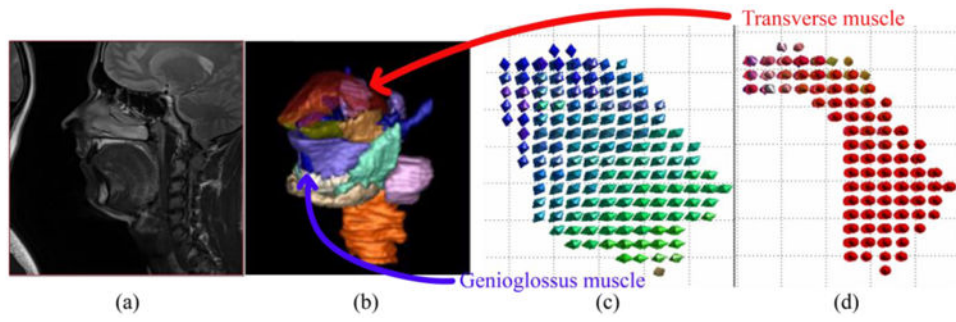 Transverse muscle
Genioglossus muscle
(a)
(b)
(c)
(d)